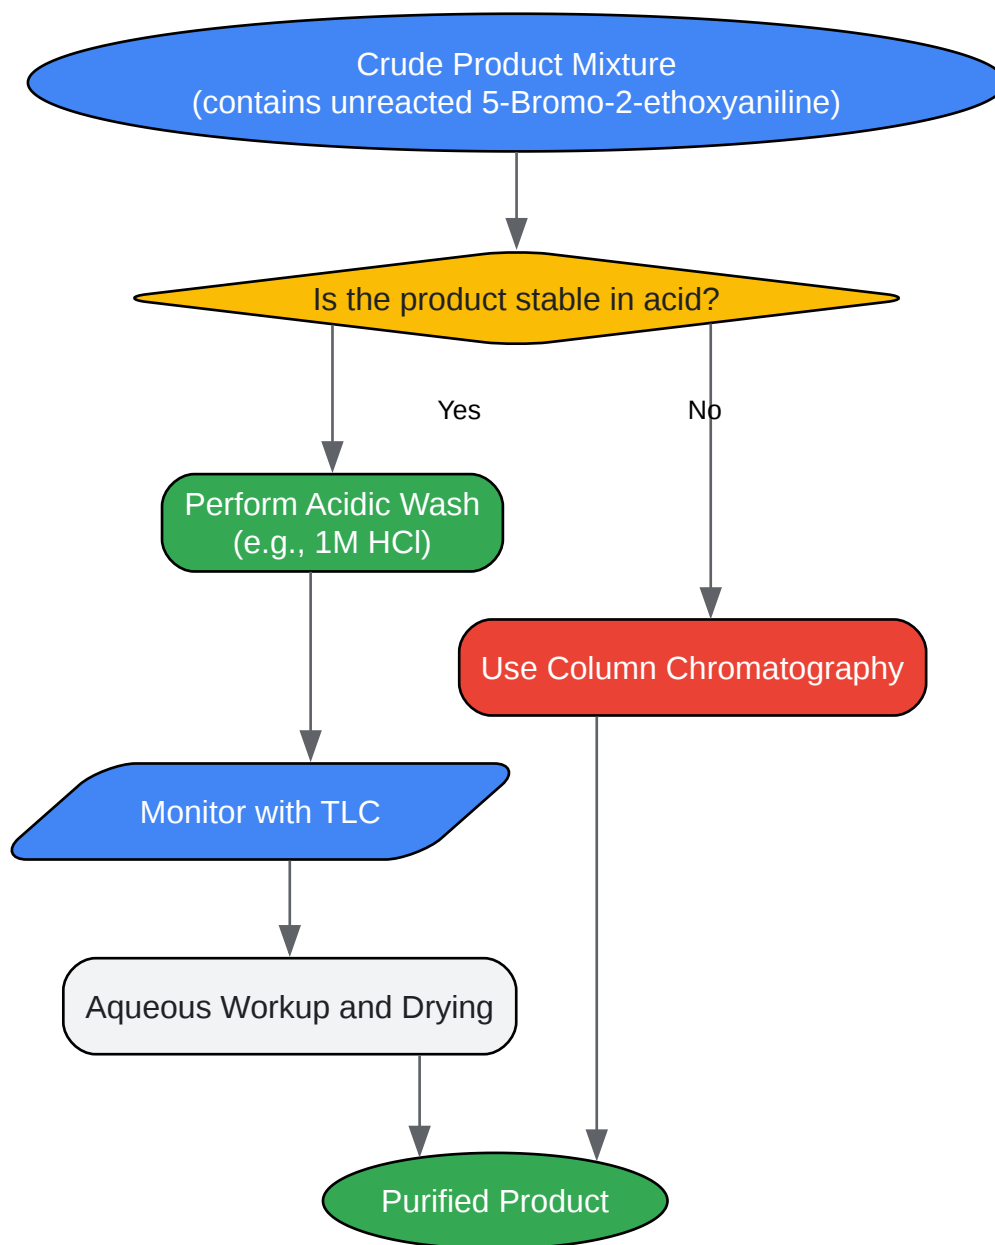 Crude Product Mixture
(contains unreacted 5-Bromo-2-ethoxyaniline)
Is the product stable in acid?
Yes
No
Perform Acidic Wash
(e.g., 1M HCl)
Use Column Chromatography
Monitor with TLC
Aqueous Workup and Drying
Purified Product